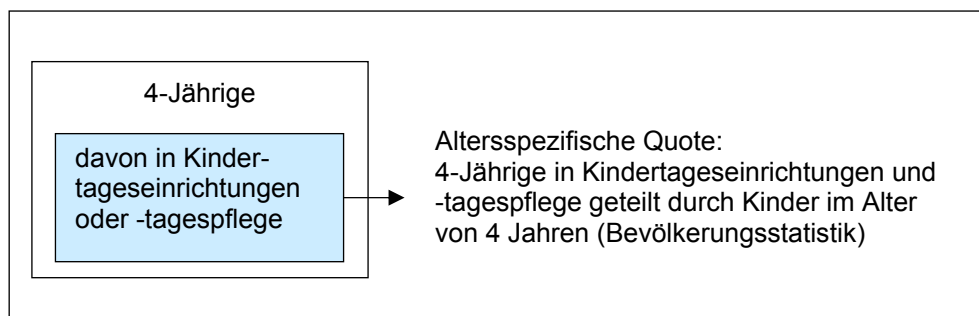 4-Jährige
davon in Kinder-
tageseinrichtungen
oder -tagespflege
Altersspezifische Quote:
4-Jährige in Kindertageseinrichtungen und
-tagespflege geteilt durch Kinder im Alter
von 4 Jahren (Bevölkerungsstatistik)